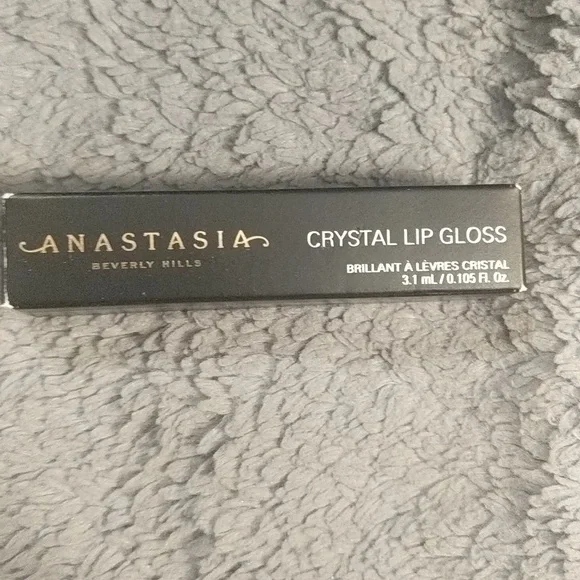 ANASTASIA
BEVERLY HILLS
CRYSTAL LIP GLOSS
BRILLANT À LÈVRES CRISTAL
3.1 mL / 0.105 Fl. Oz.